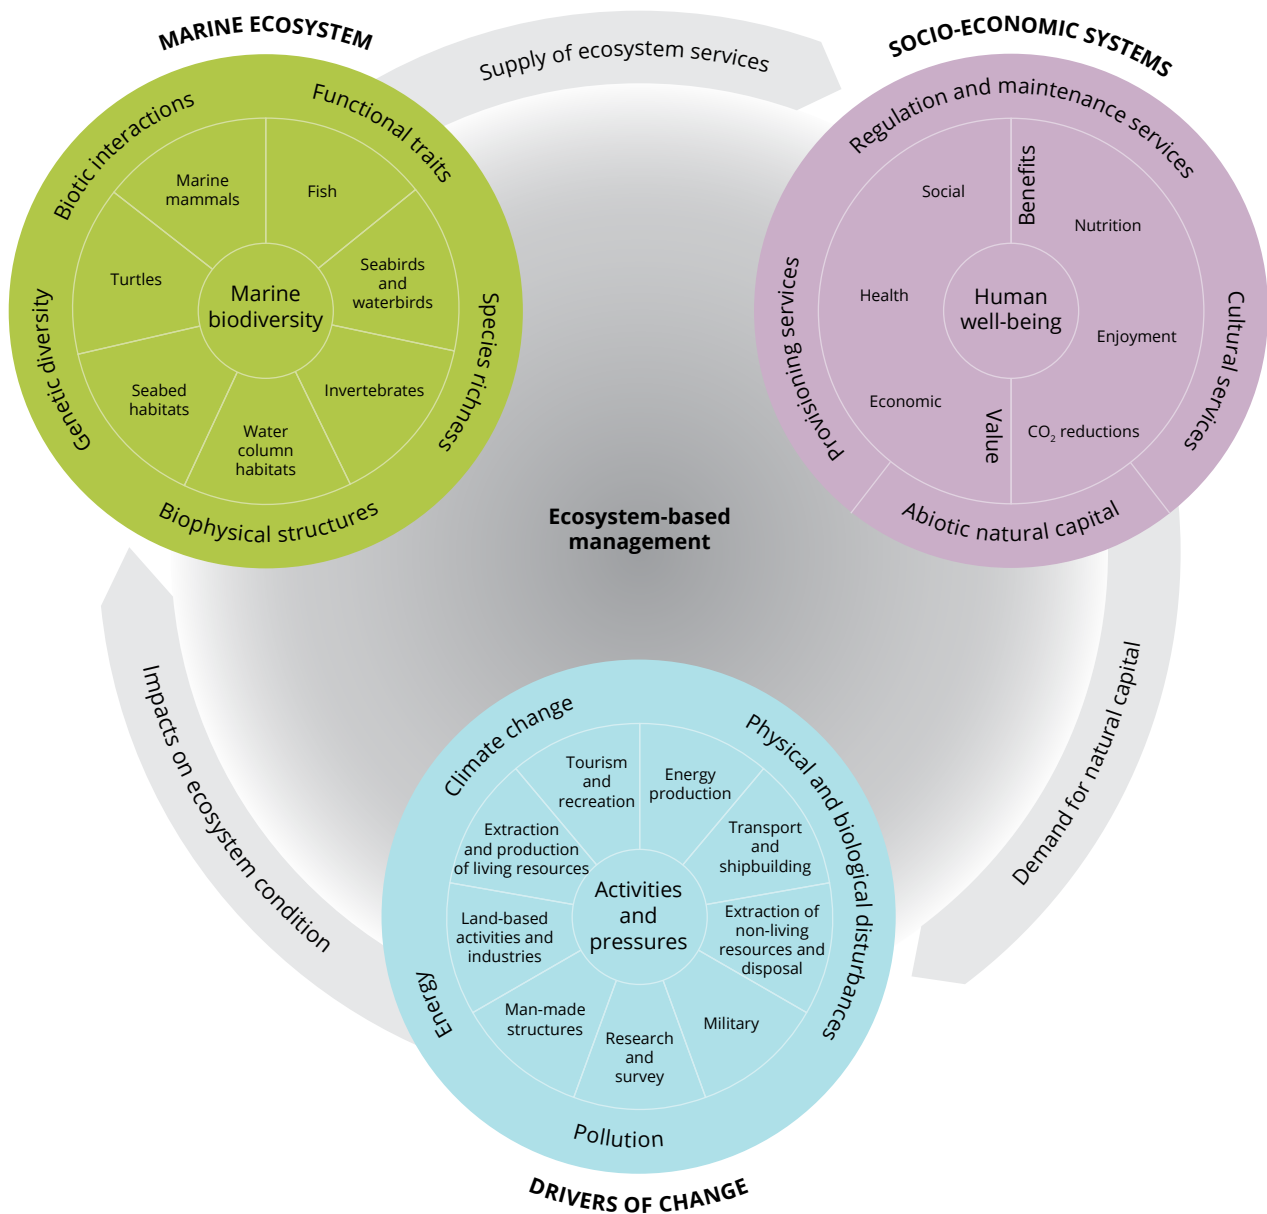 MARINE ECOSYSTEM
Biotic interactions
Functional traits
Species richness
Biophysical structures
Genetic diversity
Marine
mammals
Fish
Seabirds
and
waterbirds
Invertebrates
Water
column
habitats
Seabed
habitats
Turtles
Marine
biodiversity
Supply of ecosystem services
SOCIO-ECONOMIC SYSTEMS
Regulation and maintenance services
Cultural services
Abiotic natural capital
Provisioning services
Social
Benefits
Nutrition
Health
Enjoyment
Economic
Value
CO₂ reductions
Human
well-being
Ecosystem-based
management
Demand for natural capital
Impacts on ecosystem condition
Climate change
Physical and biological disturbances
Energy
Pollution
Tourism
and
recreation
Energy
production
Transport
and
shipbuilding
Extraction of
non-living
resources and
disposal
Military
Research
and
survey
Man-made
structures
Land-based
activities and
industries
Extraction
and production
of living resources
Activities
and
pressures
DRIVERS OF CHANGE